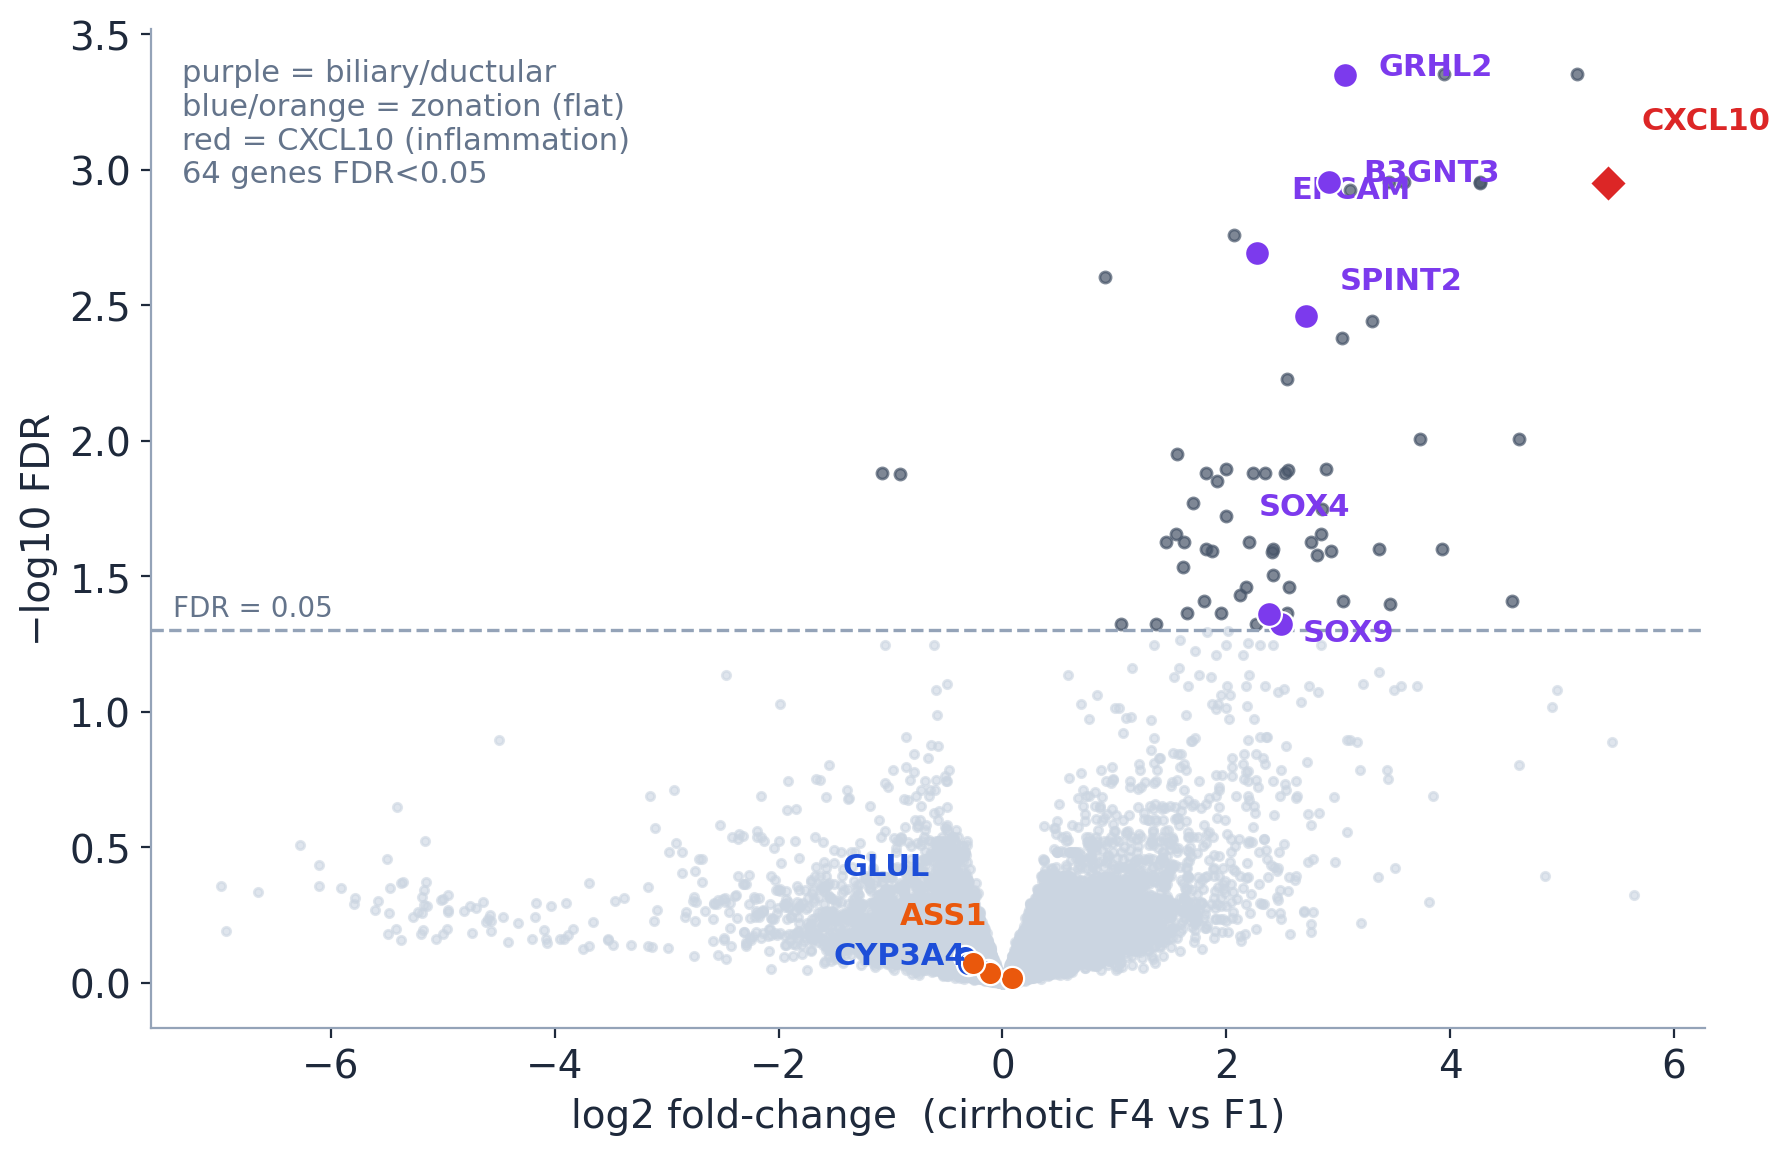 3.5
3.0
2.5
2.0
1.5
1.0
0.5
0.0
−log10 FDR
purple = biliary/ductular
blue/orange = zonation (flat)
red = CXCL10 (inflammation)
64 genes FDR<0.05
GRHL2
CXCL10
B3GNT3
EPCAM
SPINT2
SOX4
FDR = 0.05
SOX9
GLUL
ASS1
CYP3A4
−6 −4 −2 0 2 4 6
log2 fold-change (cirrhotic F4 vs F1)